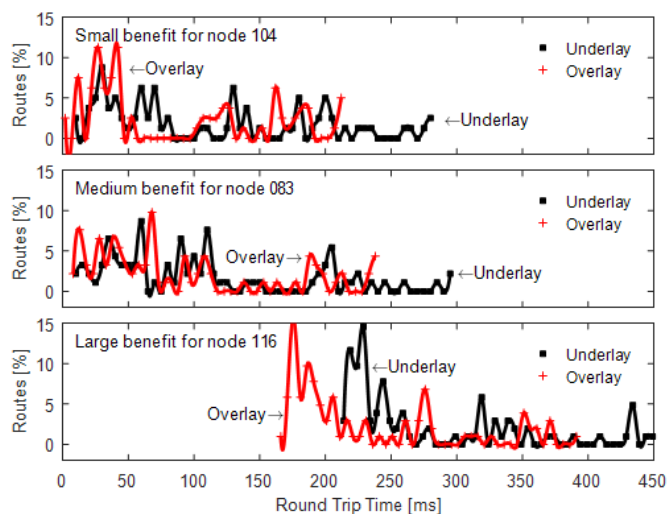 15
Small benefit for node 104
Underlay
Overlay
10
←Overlay
5
←Underlay
0
Routes [%]
15
Medium benefit for node 083
Underlay
Overlay
10
Overlay→
5
←Underlay
0
Routes [%]
15
Large benefit for node 116
Underlay
Overlay
10
←Underlay
5
Overlay→
0
Routes [%]
0 50 100 150 200 250 300 350 400 450
Round Trip Time [ms]